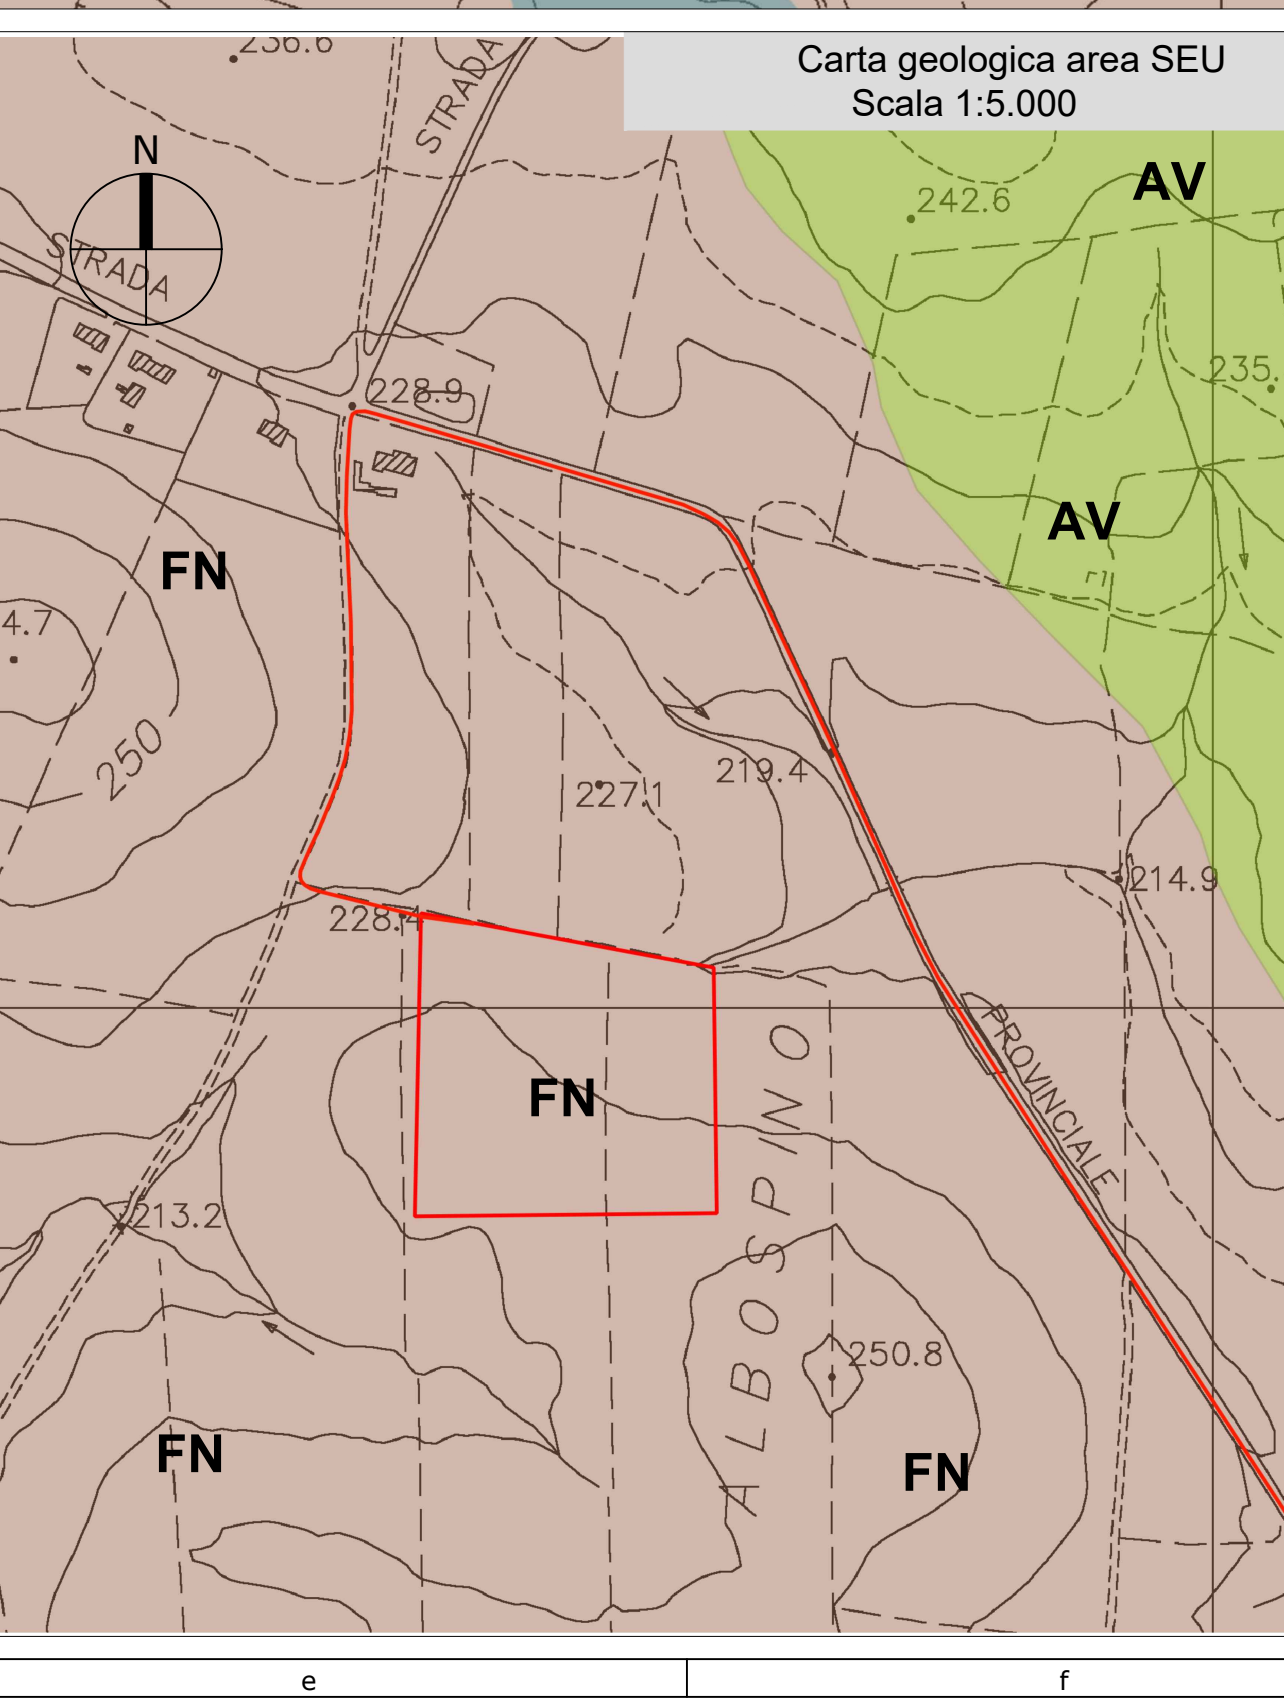 236.6
STRADA
Carta geologica area SEU
Scala 1:5.000
N
AV
242.6
STRADA
235.
228.9
AV
FN
4.7
250
219.4
227.1
214.9
228.4
PROVINCIALE
FN
ALBOSPINO
213.2
250.8
FN
FN
e
f